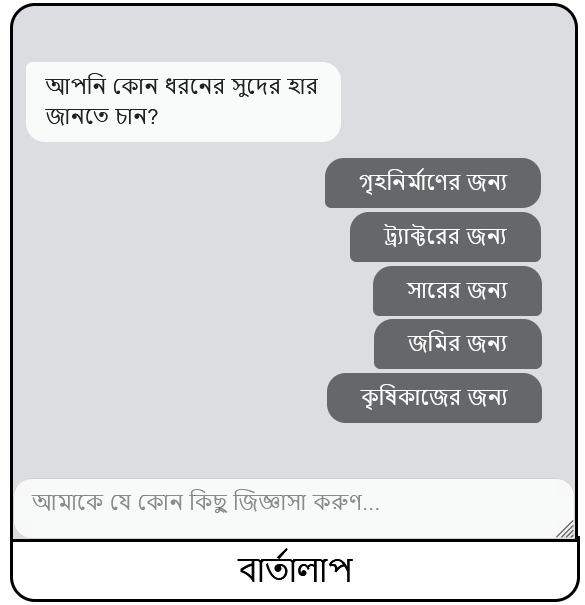 আপনি কোন ধরনের সুদের হার
জানতে চান?
গৃহনির্মাণের জন্য
ট্র্যাক্টরের জন্য
সারের জন্য
জমির জন্য
কৃষিকাজের জন্য
আমাকে যে কোন কিছু জিজ্ঞাসা করুণ...
বার্তালাপ